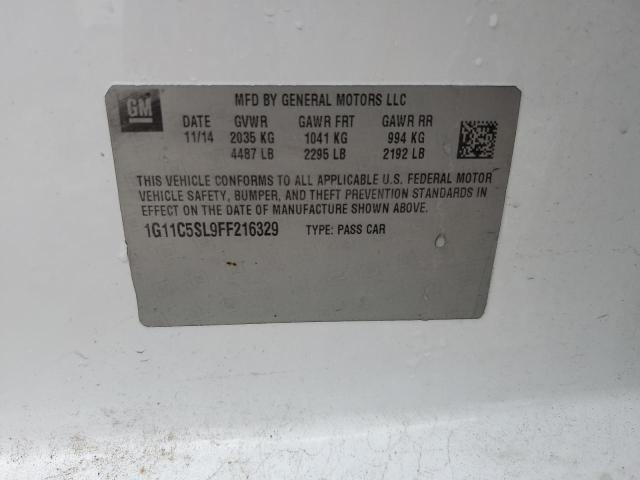 GM
MFD BY GENERAL MOTORS LLC
DATE GVWR GAWR FRT GAWR RR
11/14 2035 KG 1041 KG 994 KG
4487 LB 2295 LB 2192 LB
THIS VEHICLE CONFORMS TO ALL APPLICABLE U.S. FEDERAL MOTOR
VEHICLE SAFETY, BUMPER, AND THEFT PREVENTION STANDARDS IN
EFFECT ON THE DATE OF MANUFACTURE SHOWN ABOVE.
1G11C5SL9FF216329 TYPE: PASS CAR